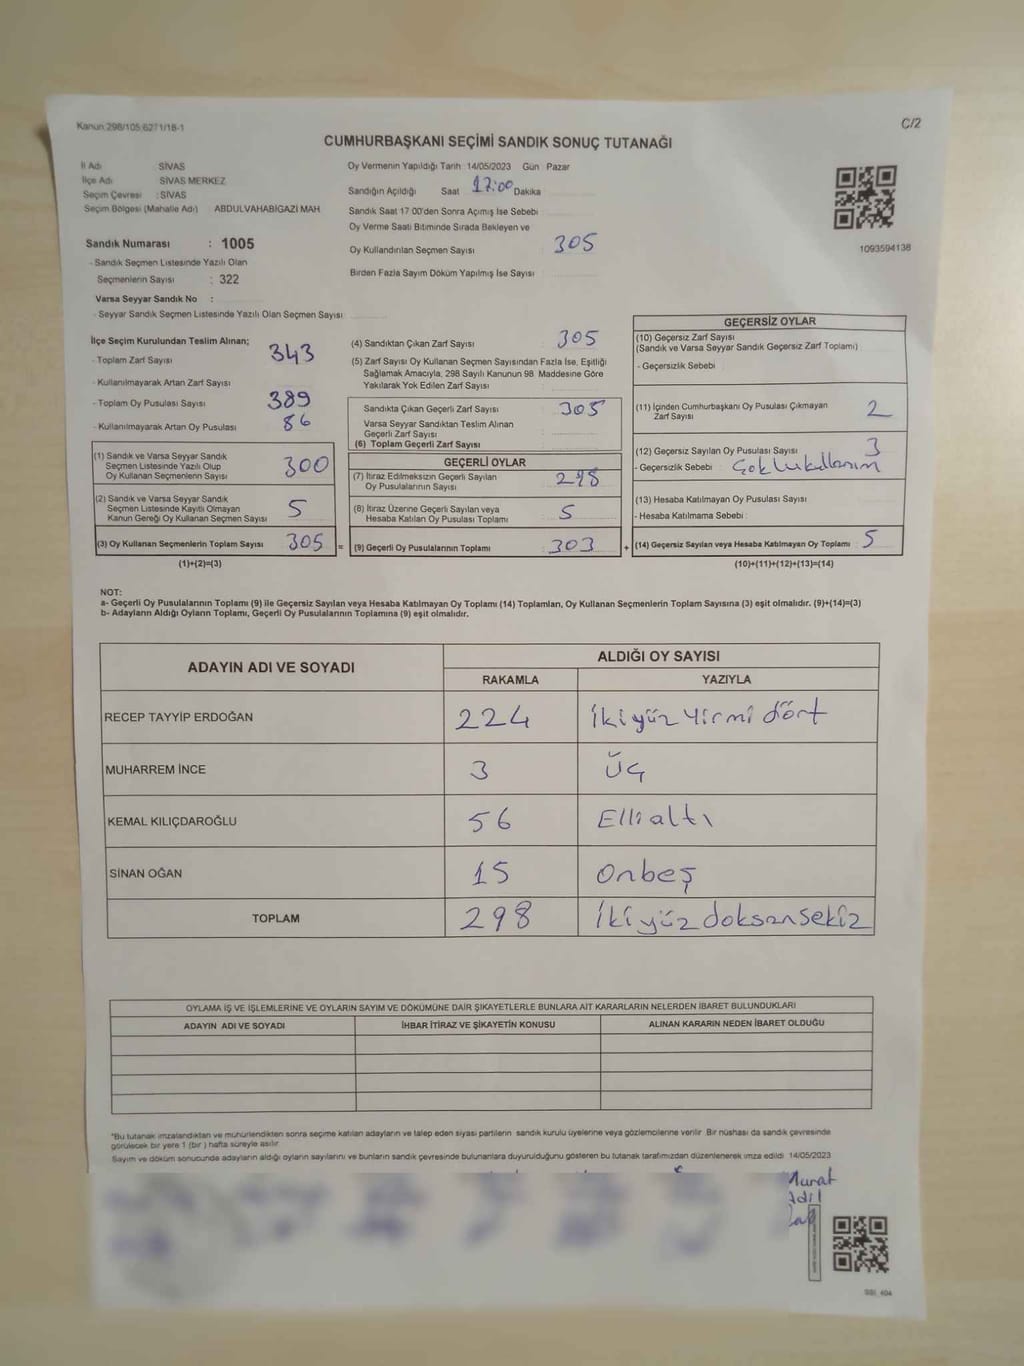 Kanun:298/105;6271/18-1
C/2
CUMHURBAŞKANI SEÇİMİ SANDIK SONUÇ TUTANAĞI
İl Adı SİVAS
İlçe Adı SİVAS MERKEZ
Seçim Çevresi : SİVAS
Seçim Bölgesi (Mahalle Adı) ABDULVAHABİGAZİ MAH
Sandık Numarası : 1005
- Sandık Seçmen Listesinde Yazılı Olan
Seçmenlerin Sayısı : 322
Varsa Seyyar Sandık No :
- Seyyar Sandık Seçmen Listesinde Yazılı Olan Seçmen Sayısı
Oy Vermenin Yapıldığı Tarih: 14/05/2023 Gün Pazar
Sandığın Açıldığı Saat 17:00 Dakika
Sandık Saat 17 00'den Sonra Açımış İse Sebebi
Oy Verme Saati Bitiminde Sırada Bekleyen ve
Oy Kullandırılan Seçmen Sayısı 305
Birden Fazla Sayım Döküm Yapılmış İse Sayısı
1093594138
İlçe Seçim Kurulundan Teslim Alınan;
- Toplam Zarf Sayısı 343
- Kullanılmayarak Artan Zarf Sayısı
- Toplam Oy Pusulası Sayısı 389
- Kullanılmayarak Artan Oy Pusulası 86
(1) Sandık ve Varsa Seyyar Sandık
Seçmen Listesinde Yazılı Olup
Oy Kullanan Seçmenlerin Sayısı 300
(2) Sandık ve Varsa Seyyar Sandık
Seçmen Listesinde Kayıtlı Olmayan
Kanun Gereği Oy Kullanan Seçmen Sayısı 5
(3) Oy Kullanan Seçmenlerin Toplam Sayısı 305 =
(1)+(2)=(3)
(4) Sandıktan Çıkan Zarf Sayısı 305
(5) Zarf Sayısı Oy Kullanan Seçmen Sayısından Fazla İse, Eşitliği
Sağlamak Amacıyla, 298 Sayılı Kanunun 98. Maddesine Göre
Yakılarak Yok Edilen Zarf Sayısı
Sandıkta Çıkan Geçerli Zarf Sayısı 305
Varsa Seyyar Sandıktan Teslim Alınan
Geçerli Zarf Sayısı
(6) Toplam Geçerli Zarf Sayısı
GEÇERLİ OYLAR
(7) İtiraz Edilmeksizin Geçerli Sayılan
Oy Pusulalarının Sayısı 298
(8) İtiraz Üzerine Geçerli Sayılan veya
Hesaba Katılan Oy Pusulası Toplamı 5
(9) Geçerli Oy Pusulalarının Toplamı 303 +
GEÇERSİZ OYLAR
(10) Geçersiz Zarf Sayısı
(Sandık ve Varsa Seyyar Sandık Geçersiz Zarf Toplamı)
- Geçersizlik Sebebi
(11) İçinden Cumhurbaşkanı Oy Pusulası Çıkmayan
Zarf Sayısı 2
(12) Geçersiz Sayılan Oy Pusulası Sayısı 3
- Geçersizlik Sebebi Çoklu kullanım
(13) Hesaba Katılmayan Oy Pusulası Sayısı
- Hesaba Katılmama Sebebi
(14) Geçersiz Sayılan veya Hesaba Katılmayan Oy Toplamı 5
(10)+(11)+(12)+(13)=(14)
NOT:
a- Geçerli Oy Pusulalarının Toplamı (9) ile Geçersiz Sayılan veya Hesaba Katılmayan Oy Toplamı (14) Toplamları, Oy Kullanan Seçmenlerin Toplam Sayısına (3) eşit olmalıdır. (9)+(14)=(3)
b- Adayların Aldığı Oyların Toplamı, Geçerli Oy Pusulalarının Toplamına (9) eşit olmalıdır.
ADAYIN ADI VE SOYADI ALDIĞI OY SAYISI
RAKAMLA YAZIYLA
RECEP TAYYİP ERDOĞAN 224 İkiyüz Yirmi dört
MUHARREM İNCE 3 Üç
KEMAL KILIÇDAROĞLU 56 Elli altı
SİNAN OĞAN 15 Onbeş
TOPLAM 298 İkiyüz doksan sekiz
OYLAMA İŞ VE İŞLEMLERİNE VE OYLARIN SAYIM VE DÖKÜMÜNE DAİR ŞİKAYETLERLE BUNLARA AİT KARARLARIN NELERDEN İBARET BULUNDUKLARI
ADAYIN ADI VE SOYADI İHBAR İTİRAZ VE ŞİKAYETİN KONUSU ALINAN KARARIN NEDEN İBARET OLDUĞU
*Bu tutanak imzalandıktan ve mühürlendikten sonra seçime katılan adayların ve talep eden siyasi partilerin sandık kurulu üyelerine veya gözlemcilerine verilir Bir nüshası da sandık çevresinde
görülecek bir yere 1 (bir ) hafta süreyle asılır
Sayım ve döküm sonucunda adayların aldığı oyların sayılarını ve bunların sandık çevresinde bulunanlara duyurulduğunu gösteren bu tutanak tarafımızdan düzenlenerek imza edildi 14/05/2023
Murat
Adil